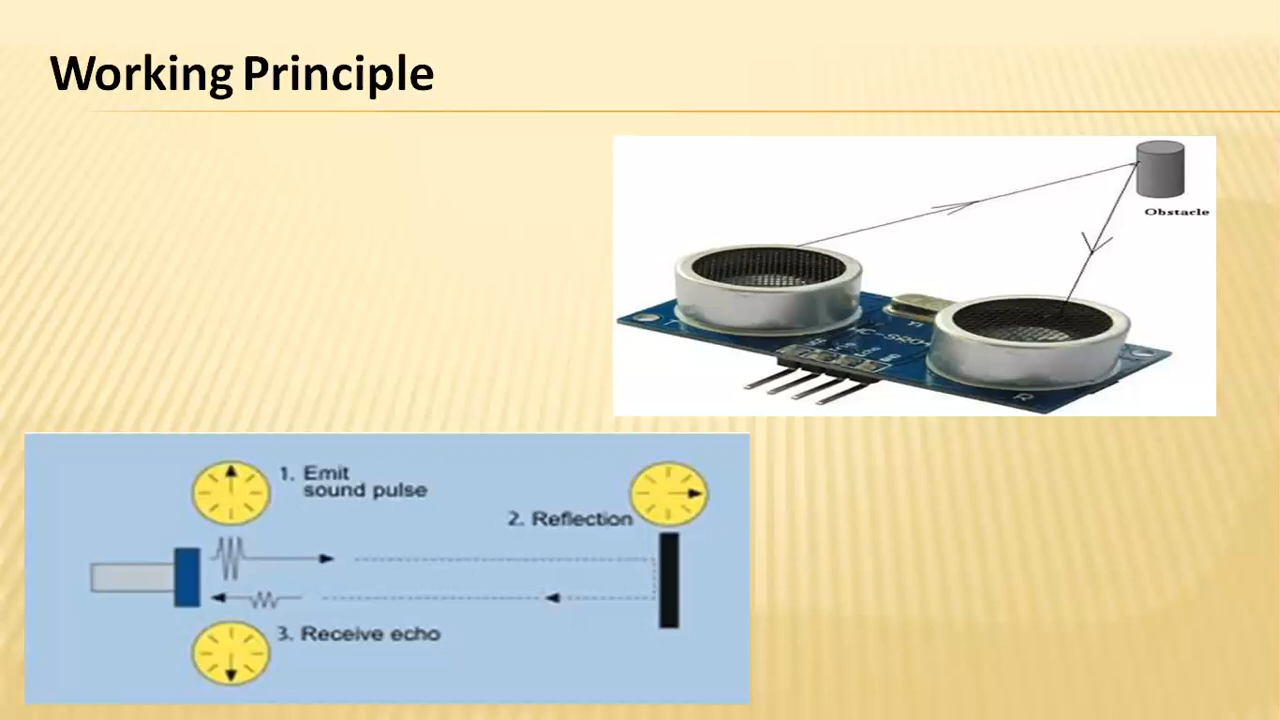 Working Principle
Obstacle
T
R
1. Emit
sound pulse
2. Reflection
3. Receive echo